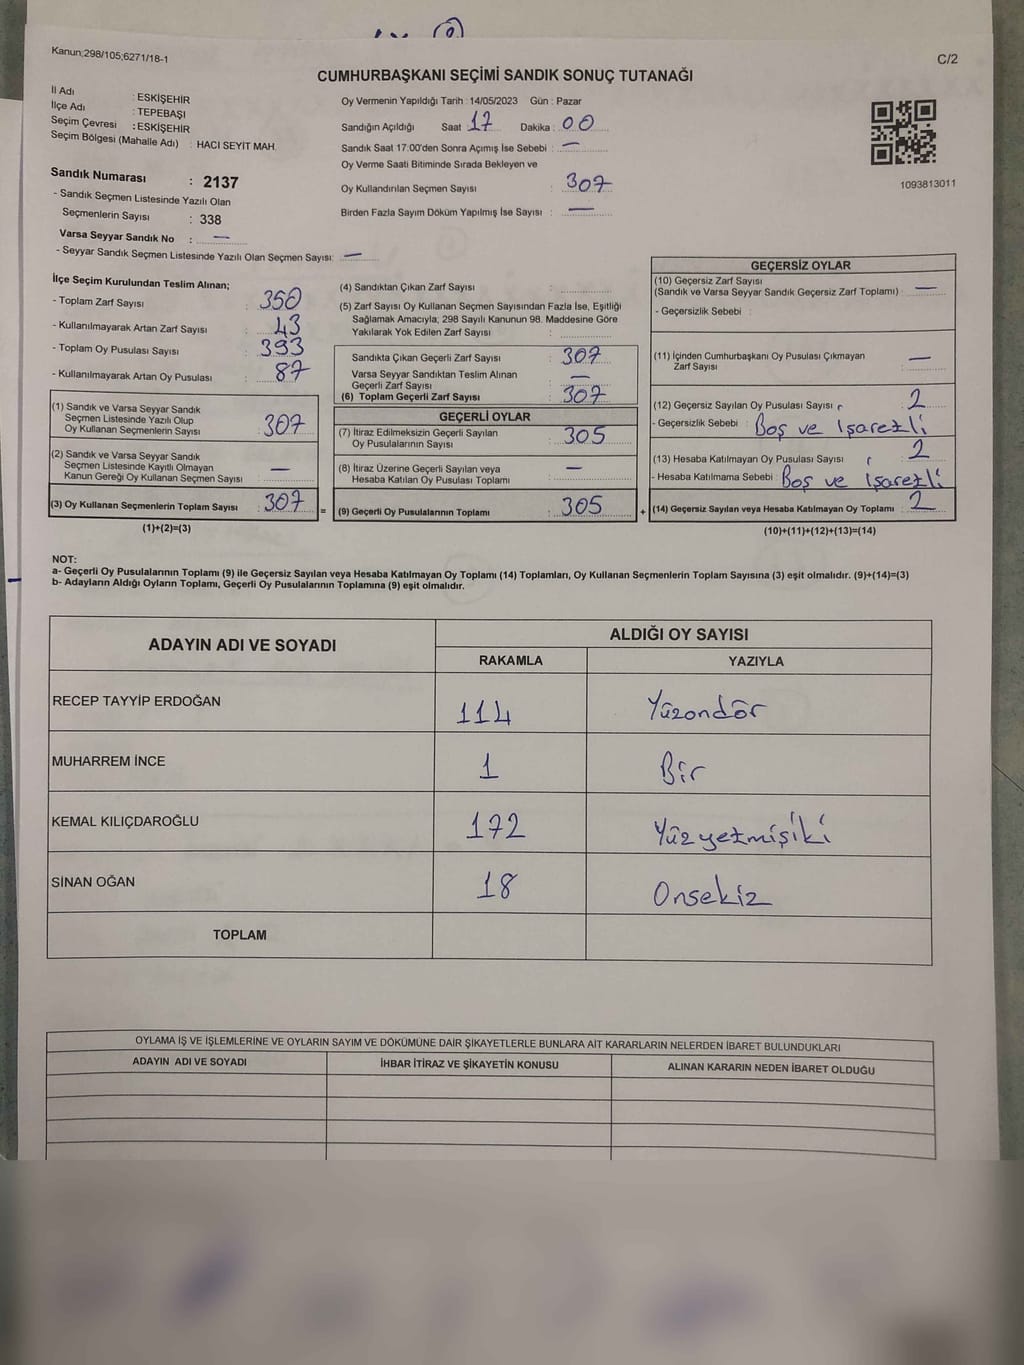 Kanun;298/105;6271/18-1
C/2
CUMHURBAŞKANI SEÇİMİ SANDIK SONUÇ TUTANAĞI
İl Adı : ESKİŞEHİR
İlçe Adı : TEPEBAŞI
Seçim Çevresi : ESKİŞEHİR
Seçim Bölgesi (Mahalle Adı) : HACI SEYİT MAH.
Sandık Numarası : 2137
- Sandık Seçmen Listesinde Yazılı Olan
Seçmenlerin Sayısı : 338
Varsa Seyyar Sandık No : —
- Seyyar Sandık Seçmen Listesinde Yazılı Olan Seçmen Sayısı: —
Oy Vermenin Yapıldığı Tarih : 14/05/2023 Gün : Pazar
Sandığın Açıldığı Saat : 17 Dakika : 00
Sandık Saat 17:00'den Sonra Açımış İse Sebebi : —
Oy Verme Saati Bitiminde Sırada Bekleyen ve
Oy Kullandırılan Seçmen Sayısı : 307
Birden Fazla Sayım Döküm Yapılmış İse Sayısı : —
1093813011
İlçe Seçim Kurulundan Teslim Alınan;
- Toplam Zarf Sayısı : 350
- Kullanılmayarak Artan Zarf Sayısı : 43
- Toplam Oy Pusulası Sayısı : 393
- Kullanılmayarak Artan Oy Pusulası : 87
(1) Sandık ve Varsa Seyyar Sandık
Seçmen Listesinde Yazılı Olup
Oy Kullanan Seçmenlerin Sayısı : 307
(2) Sandık ve Varsa Seyyar Sandık
Seçmen Listesinde Kayıtlı Olmayan
Kanun Gereği Oy Kullanan Seçmen Sayısı : —
(3) Oy Kullanan Seçmenlerin Toplam Sayısı : 307
(1)+(2)=(3)
=
(4) Sandıktan Çıkan Zarf Sayısı :
(5) Zarf Sayısı Oy Kullanan Seçmen Sayısından Fazla İse, Eşitliği
Sağlamak Amacıyla; 298 Sayılı Kanunun 98. Maddesine Göre
Yakılarak Yok Edilen Zarf Sayısı :
Sandıkta Çıkan Geçerli Zarf Sayısı : 307
Varsa Seyyar Sandıktan Teslim Alınan
Geçerli Zarf Sayısı : —
(6) Toplam Geçerli Zarf Sayısı : 307
GEÇERLİ OYLAR
(7) İtiraz Edilmeksizin Geçerli Sayılan
Oy Pusulalarının Sayısı : 305
(8) İtiraz Üzerine Geçerli Sayılan veya
Hesaba Katılan Oy Pusulası Toplamı : —
(9) Geçerli Oy Pusulalarının Toplamı : 305
+
GEÇERSİZ OYLAR
(10) Geçersiz Zarf Sayısı
(Sandık ve Varsa Seyyar Sandık Geçersiz Zarf Toplamı) : —
- Geçersizlik Sebebi :
(11) İçinden Cumhurbaşkanı Oy Pusulası Çıkmayan
Zarf Sayısı : —
(12) Geçersiz Sayılan Oy Pusulası Sayısı : 2
- Geçersizlik Sebebi : Boş ve İşaretli
(13) Hesaba Katılmayan Oy Pusulası Sayısı : 2
- Hesaba Katılmama Sebebi : Boş ve İşaretli
(14) Geçersiz Sayılan veya Hesaba Katılmayan Oy Toplamı : 2
(10)+(11)+(12)+(13)=(14)
NOT:
a- Geçerli Oy Pusulalarının Toplamı (9) ile Geçersiz Sayılan veya Hesaba Katılmayan Oy Toplamı (14) Toplamları, Oy Kullanan Seçmenlerin Toplam Sayısına (3) eşit olmalıdır. (9)+(14)=(3)
b- Adayların Aldığı Oyların Toplamı, Geçerli Oy Pusulalarının Toplamına (9) eşit olmalıdır.
ADAYIN ADI VE SOYADI
ALDIĞI OY SAYISI
RAKAMLA YAZIYLA
RECEP TAYYİP ERDOĞAN 114 Yüzondör
MUHARREM İNCE 1 Bir
KEMAL KILIÇDAROĞLU 172 Yüzyetmişiki
SİNAN OĞAN 18 Onsekiz
TOPLAM
OYLAMA İŞ VE İŞLEMLERİNE VE OYLARIN SAYIM VE DÖKÜMÜNE DAİR ŞİKAYETLERLE BUNLARA AİT KARARLARIN NELERDEN İBARET BULUNDUKLARI
ADAYIN ADI VE SOYADI İHBAR İTİRAZ VE ŞİKAYETİN KONUSU ALINAN KARARIN NEDEN İBARET OLDUĞU